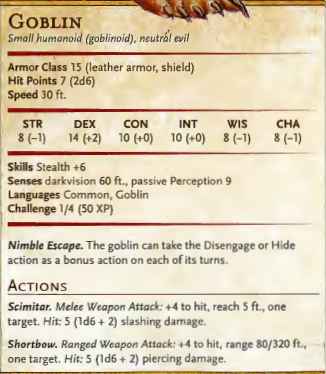 GOBLIN
Small humanoid (goblinoid), neutral evil
Armor Class 15 (leather armor, shield)
Hit Points 7 (2d6)
Speed 30 ft.
STR DEX CON INT WIS CHA
8 (–1) 14 (+2) 10 (+0) 10 (+0) 8 (–1) 8 (–1)
Skills Stealth +6
Senses darkvision 60 ft., passive Perception 9
Languages Common, Goblin
Challenge 1/4 (50 XP)
Nimble Escape. The goblin can take the Disengage or Hide
action as a bonus action on each of its turns.
ACTIONS
Scimitar. Melee Weapon Attack: +4 to hit, reach 5 ft., one
target. Hit: 5 (1d6 + 2) slashing damage.
Shortbow. Ranged Weapon Attack: +4 to hit, range 80/320 ft.,
one target. Hit: 5 (1d6 + 2) piercing damage.